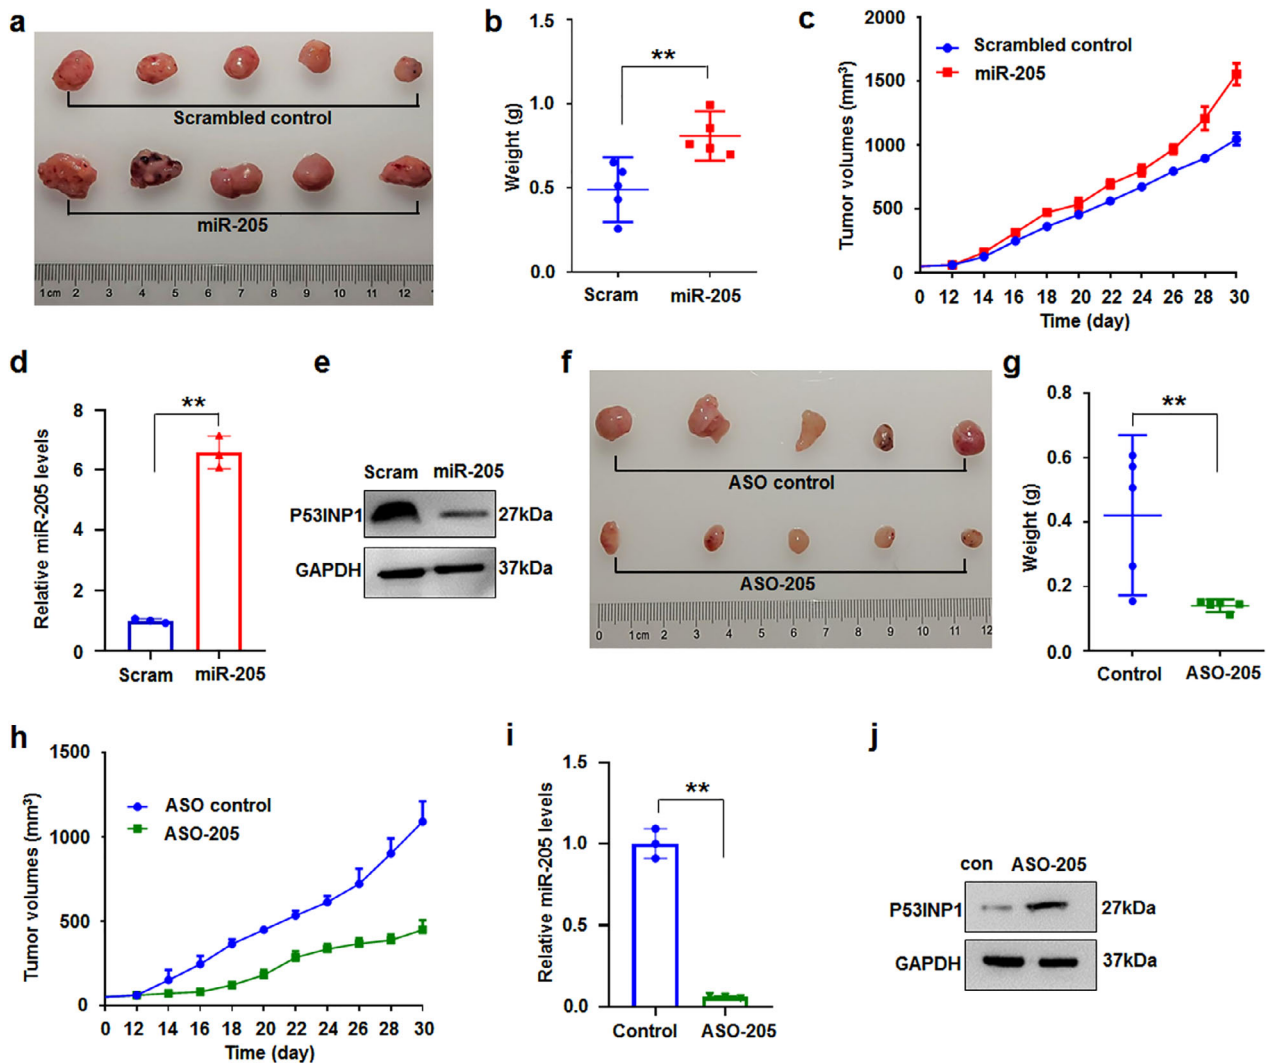 a
Scrambled control
miR-205
1cm 2 3 4 5 6 7 8 9 10 11 12
b
Weight (g)
1.5
1.0
0.5
0.0
**
Scram miR-205
c
Tumor volumes (mm³)
2000
1500
1000
500
0
Scrambled control
miR-205
0 12 14 16 18 20 22 24 26 28 30
Time (day)
d
Relative miR-205 levels
8
6
4
2
0
**
Scram miR-205
e
Scram miR-205
P53INP1 27kDa
GAPDH 37kDa
f
ASO control
ASO-205
0 1cm 2 3 4 5 6 7 8 9 10 11 12
g
Weight (g)
0.8
0.6
0.4
0.2
0.0
**
Control ASO-205
h
Tumor volumes (mm³)
1500
1000
500
0
ASO control
ASO-205
0 12 14 16 18 20 22 24 26 28 30
Time (day)
i
Relative miR-205 levels
1.5
1.0
0.5
0.0
**
Control ASO-205
j
con ASO-205
P53INP1 27kDa
GAPDH 37kDa